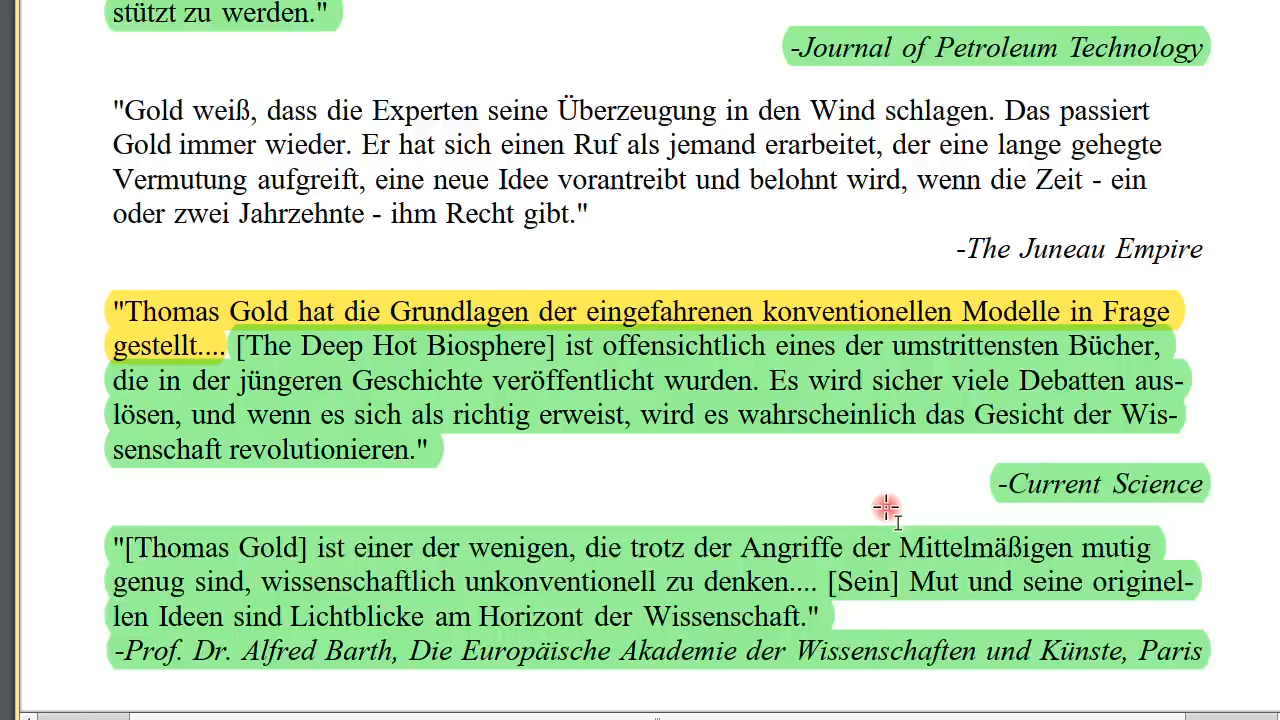 stützt zu werden."
-Journal of Petroleum Technology
"Gold weiß, dass die Experten seine Überzeugung in den Wind schlagen. Das passiert
Gold immer wieder. Er hat sich einen Ruf als jemand erarbeitet, der eine lange gehegte
Vermutung aufgreift, eine neue Idee vorantreibt und belohnt wird, wenn die Zeit - ein
oder zwei Jahrzehnte - ihm Recht gibt."
-The Juneau Empire
"Thomas Gold hat die Grundlagen der eingefahrenen konventionellen Modelle in Frage
gestellt.... [The Deep Hot Biosphere] ist offensichtlich eines der umstrittensten Bücher,
die in der jüngeren Geschichte veröffentlicht wurden. Es wird sicher viele Debatten aus-
lösen, und wenn es sich als richtig erweist, wird es wahrscheinlich das Gesicht der Wis-
senschaft revolutionieren."
-Current Science
"[Thomas Gold] ist einer der wenigen, die trotz der Angriffe der Mittelmäßigen mutig
genug sind, wissenschaftlich unkonventionell zu denken.... [Sein] Mut und seine originel-
len Ideen sind Lichtblicke am Horizont der Wissenschaft."
-Prof. Dr. Alfred Barth, Die Europäische Akademie der Wissenschaften und Künste, Paris